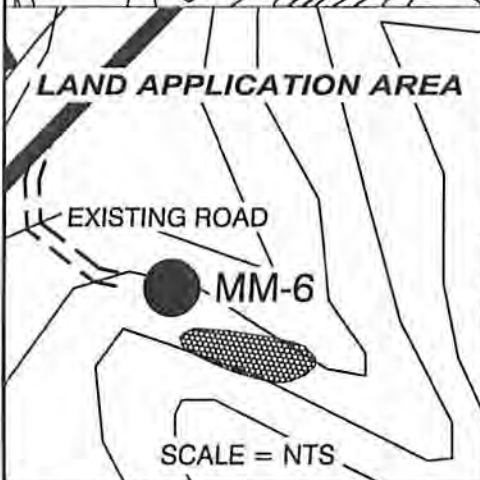 LAND APPLICATION AREA
EXISTING ROAD
MM-6
SCALE = NTS